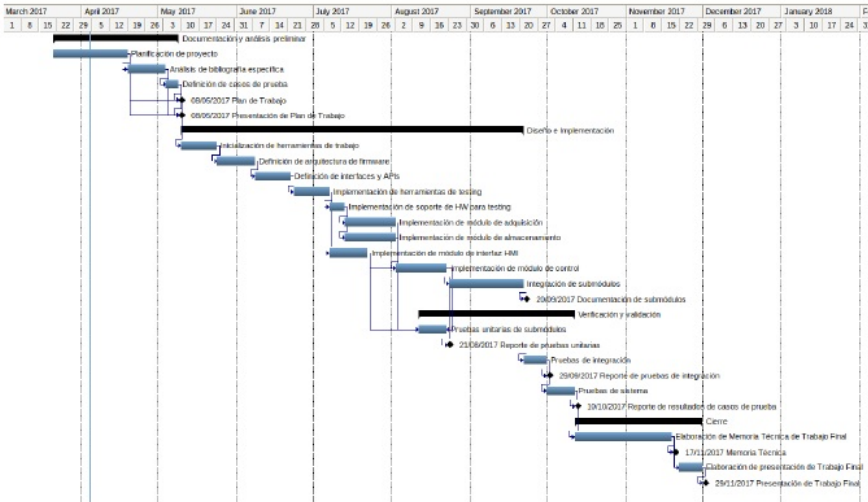 March 2017 April 2017 May 2017 June 2017 July 2017 August 2017 September 2017 October 2017 November 2017 December 2017 January 2018 F
1 8 15 22 29 5 12 19 26 3 10 17 24 31 7 14 21 28 5 12 19 26 2 9 16 23 30 6 13 20 27 4 11 18 25 1 8 15 22 29 6 13 20 27 3 10 17 24 31
Documentación y análisis preliminar
Planificación de proyecto
Análisis de bibliografía específica
Definición de casos de prueba
08/05/2017 Plan de Trabajo
08/05/2017 Presentación de Plan de Trabajo
Diseño e Implementación
Inicialización de herramientas de trabajo
Definición de arquitectura de firmware
Definición de interfaces y APIs
Implementación de herramientas de testing
Implementación de soporte de HW para testing
Implementación de módulo de adquisición
Implementación de módulo de almacenamiento
Implementación de módulo de interfaz HMI
Implementación de módulo de control
Integración de submódulos
20/09/2017 Documentación de submódulos
Verificación y validación
Pruebas unitarias de submódulos
21/08/2017 Reporte de pruebas unitarias
Pruebas de integración
29/09/2017 Reporte de pruebas de integración
Pruebas de sistema
10/10/2017 Reporte de resultados de casos de prueba
Cierre
Elaboración de Memoria Técnica de Trabajo Final
17/11/2017 Memoria Técnica
Elaboración de presentación de Trabajo Final
29/11/2017 Presentación de Trabajo Final